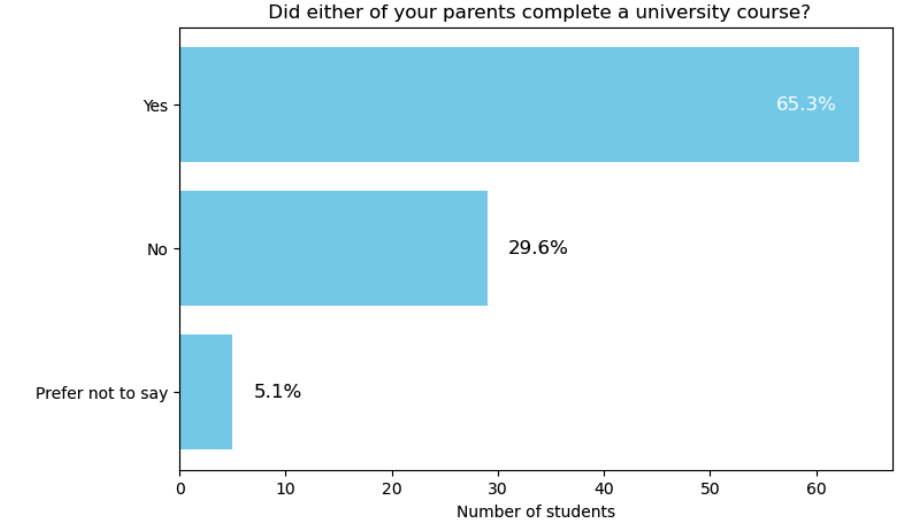 Did either of your parents complete a university course?
Yes
65.3%
No
29.6%
Prefer not to say
5.1%
0 10 20 30 40 50 60
Number of students